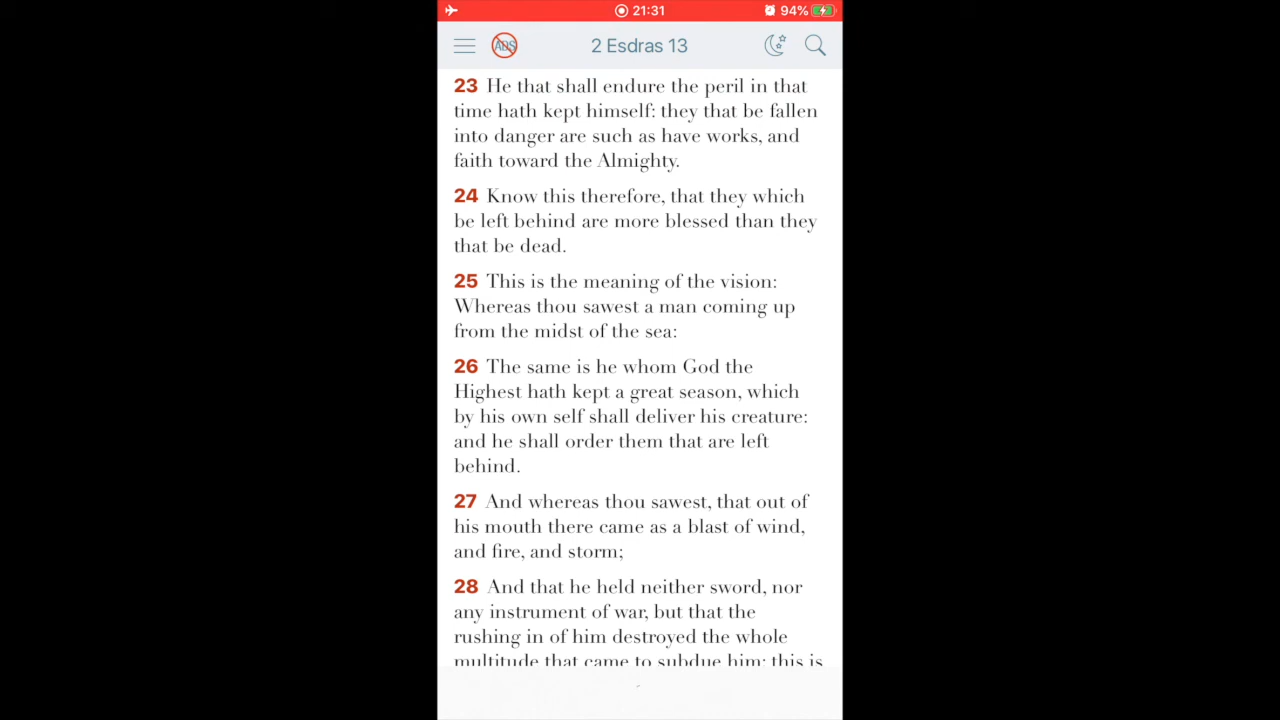 21:31
94%
ADS
2 Esdras 13
23 He that shall endure the peril in that
time hath kept himself: they that be fallen
into danger are such as have works, and
faith toward the Almighty.
24 Know this therefore, that they which
be left behind are more blessed than they
that be dead.
25 This is the meaning of the vision:
Whereas thou sawest a man coming up
from the midst of the sea:
26 The same is he whom God the
Highest hath kept a great season, which
by his own self shall deliver his creature:
and he shall order them that are left
behind.
27 And whereas thou sawest, that out of
his mouth there came as a blast of wind,
and fire, and storm;
28 And that he held neither sword, nor
any instrument of war, but that the
rushing in of him destroyed the whole
multitude that came to subdue him; this is